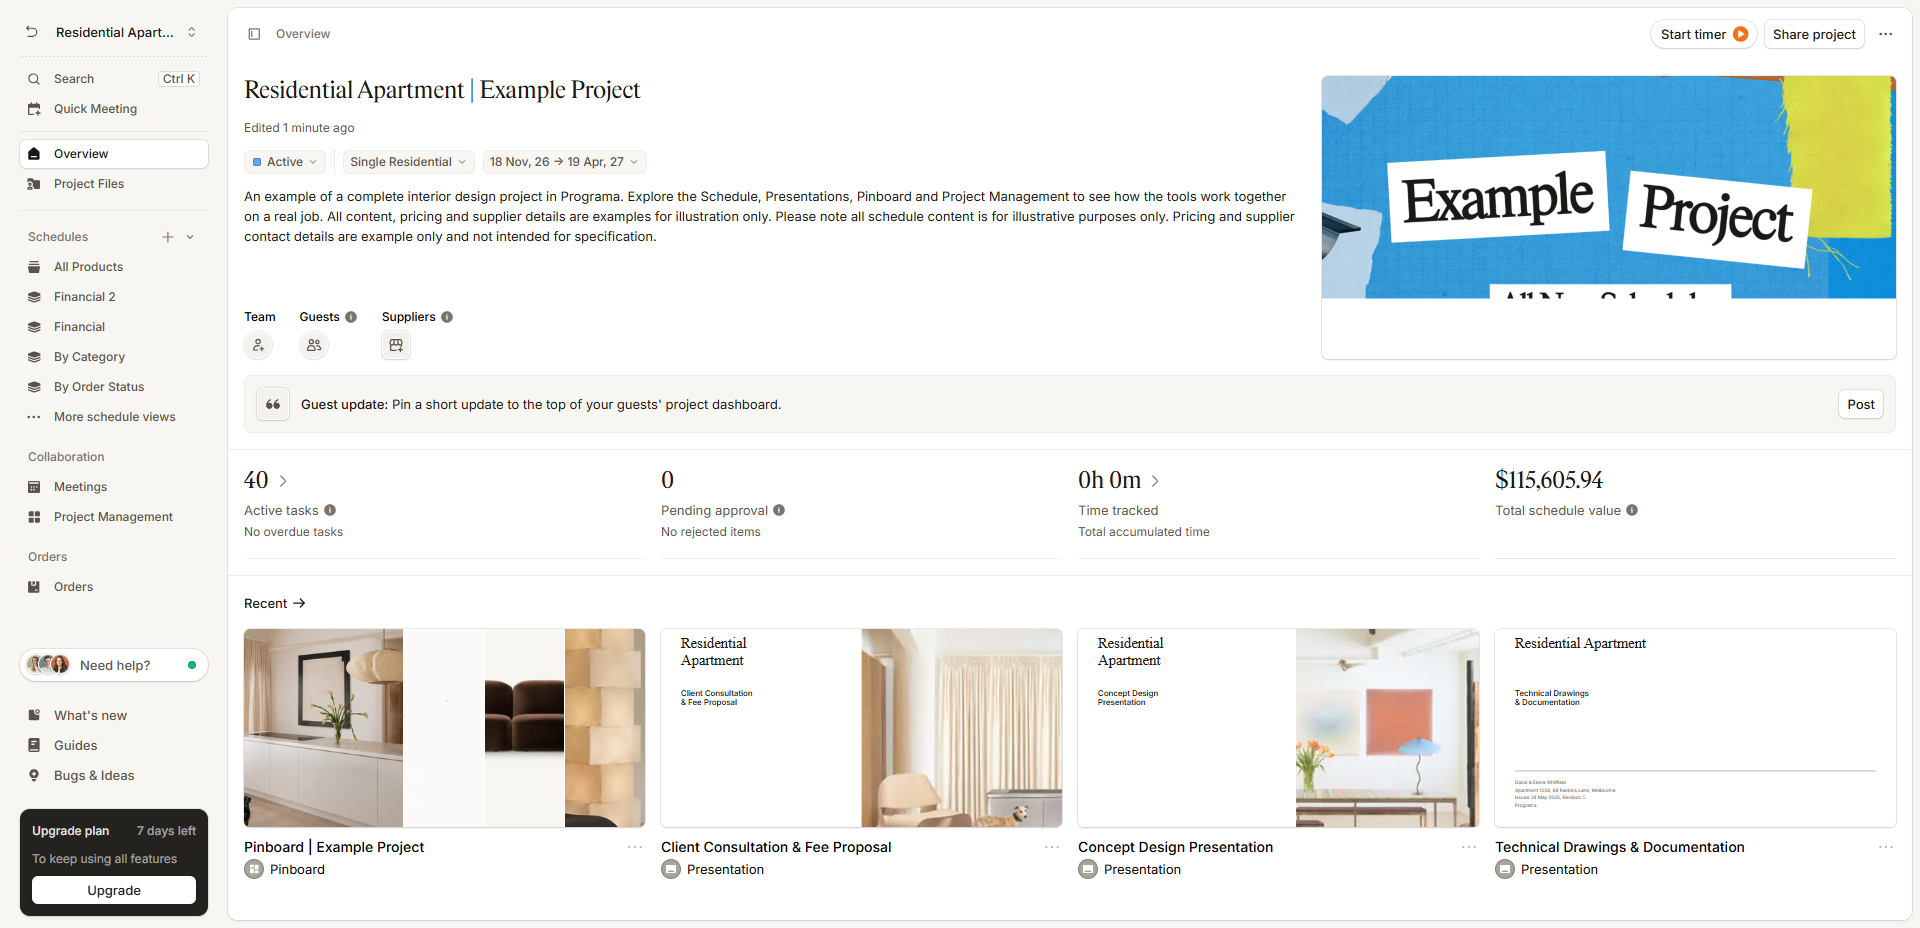 Residential Apart...
Search
Ctrl K
Quick Meeting
Overview
Project Files
Schedules
All Products
Financial 2
Financial
By Category
By Order Status
More schedule views
Collaboration
Meetings
Project Management
Orders
Orders
Need help?
What's new
Guides
Bugs & Ideas
Upgrade plan
7 days left
To keep using all features
Upgrade
Overview
Start timer
Share project
Residential Apartment | Example Project
Edited 1 minute ago
Active
Single Residential
18 Nov, 26 → 19 Apr, 27
An example of a complete interior design project in Programa. Explore the Schedule, Presentations, Pinboard and Project Management to see how the tools work together
on a real job. All content, pricing and supplier details are examples for illustration only. Please note all schedule content is for illustrative purposes only. Pricing and supplier
contact details are example only and not intended for specification.
Example
Project
Team
Guests
Suppliers
Guest update: Pin a short update to the top of your guests' project dashboard.
Post
40
Active tasks
No overdue tasks
0
Pending approval
No rejected items
0h 0m
Time tracked
Total accumulated time
$115,605.94
Total schedule value
Recent →
Pinboard | Example Project
Pinboard
Residential
Apartment
Client Consultation
& Fee Proposal
Client Consultation & Fee Proposal
Presentation
Residential
Apartment
Concept Design
Presentation
Concept Design Presentation
Presentation
Residential Apartment
Technical Drawings
& Documentation
David & Elena Whitfield
Issued 28 May 2026, Revision C
Programa
Technical Drawings & Documentation
Presentation